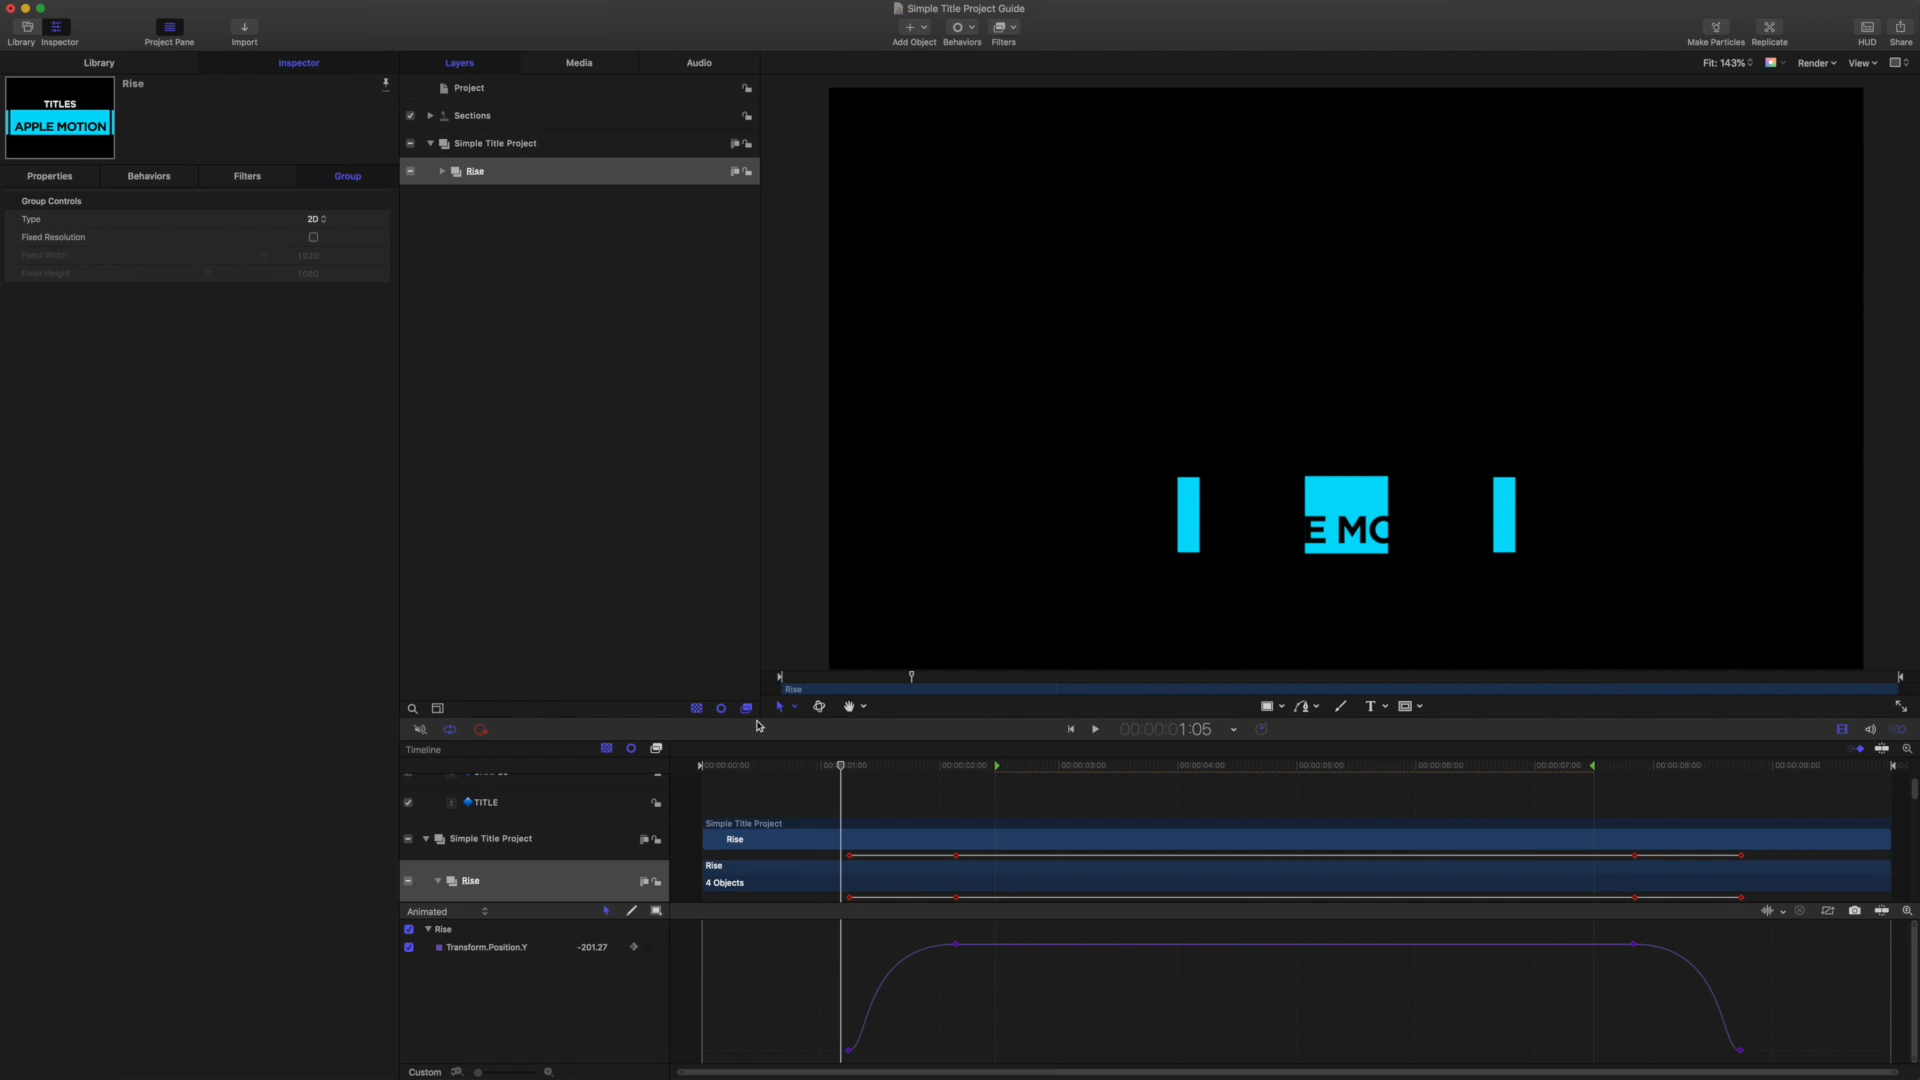 Simple Title Project Guide
Library Inspector Project Pane Import Add Object Behaviors Filters Make Particles Replicate HUD Share
Library Inspector Layers Media Audio Fit: 143% Render View
Rise
TITLES
APPLE MOTION
Project
Sections
Simple Title Project
Rise
Properties Behaviors Filters Group
Group Controls
Type 2D
Fixed Resolution
Fixed Width 1920
Fixed Height 1080
E MO
Rise
T
00:00:01:05
Timeline
00:00:00:00 00:00:01:00 00:00:02:00 00:00:03:00 00:00:04:00 00:00:05:00 00:00:06:00 00:00:07:00 00:00:08:00 00:00:09:00
TITLE
Simple Title Project
Simple Title Project
Rise
Rise
Rise
4 Objects
Animated
Rise
Transform.Position.Y -201.27
Custom